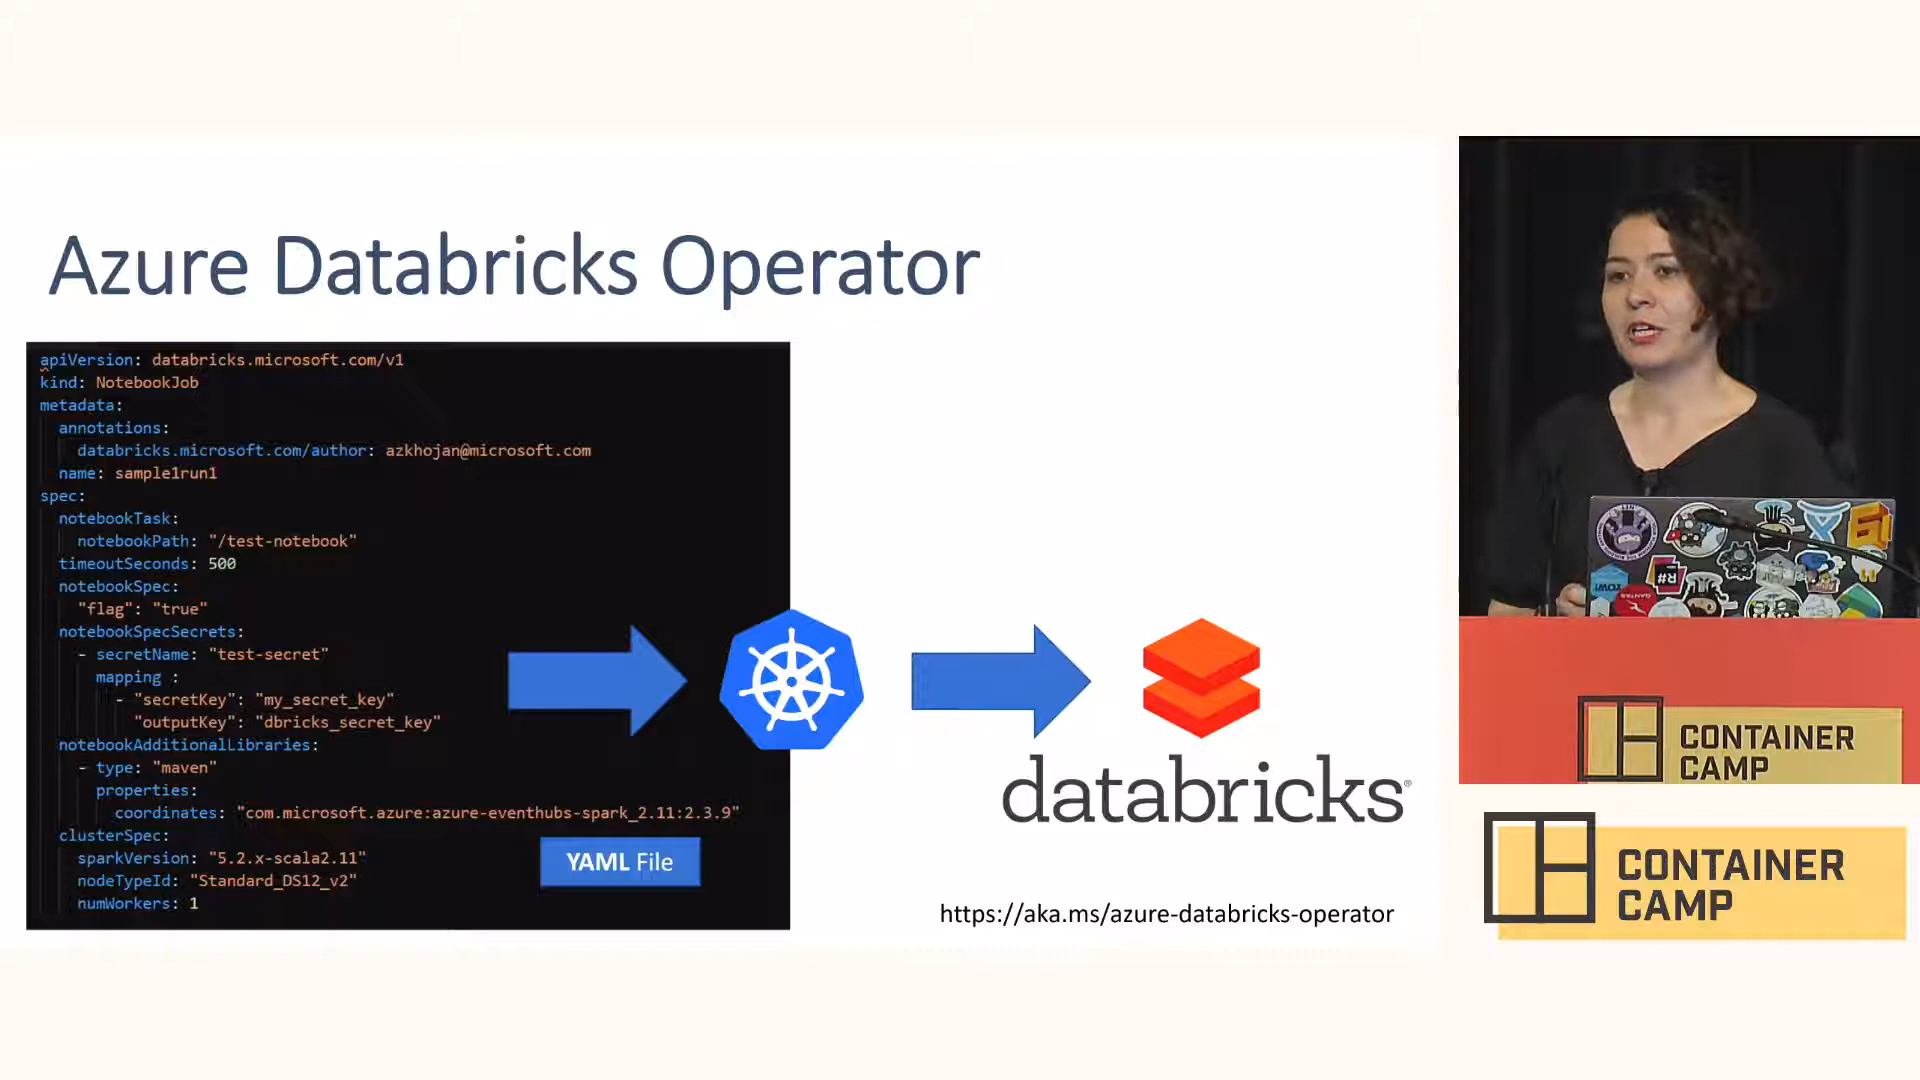 Azure Databricks Operator
apiVersion: databricks.microsoft.com/v1
kind: NotebookJob
metadata:
annotations:
databricks.microsoft.com/author: azkhojan@microsoft.com
name: sample1run1
spec:
notebookTask:
notebookPath: "/test-notebook"
timeoutSeconds: 500
notebookSpec:
"flag": "true"
notebookSpecSecrets:
- secretName: "test-secret"
mapping :
- "secretKey": "my_secret_key"
"outputKey": "dbricks_secret_key"
notebookAdditionalLibraries:
- type: "maven"
properties:
coordinates: "com.microsoft.azure:azure-eventhubs-spark_2.11:2.3.9"
clusterSpec:
sparkVersion: "5.2.x-scala2.11"
nodeTypeId: "Standard_DS12_v2"
numWorkers: 1
YAML File
databricks®
https://aka.ms/azure-databricks-operator
R#
CONTAINER
CAMP
CONTAINER
CAMP